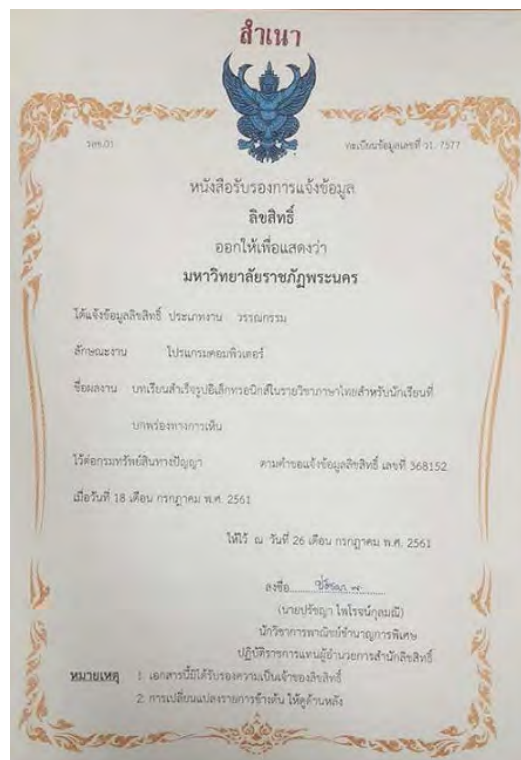 สำเนา
รลข.01
ทะเบียนข้อมูลเลขที่ ว1. 7577
หนังสือรับรองการแจ้งข้อมูล
ลิขสิทธิ์
ออกให้เพื่อแสดงว่า
มหาวิทยาลัยราชภัฏพระนคร
ได้แจ้งข้อมูลลิขสิทธิ์ ประเภทงาน วรรณกรรม
ลักษณะงาน โปรแกรมคอมพิวเตอร์
ชื่อผลงาน บทเรียนสำเร็จรูปอิเล็กทรอนิกส์ในรายวิชาภาษาไทยสำหรับนักเรียนที่
บกพร่องทางการเห็น
ไว้ต่อกรมทรัพย์สินทางปัญญา ตามคำขอแจ้งข้อมูลลิขสิทธิ์ เลขที่ 368152
เมื่อวันที่ 18 เดือน กรกฎาคม พ.ศ. 2561
ให้ไว้ ณ วันที่ 26 เดือน กรกฎาคม พ.ศ. 2561
ลงชื่อ
(นายปรัชญา ไพโรจน์กุลมณี)
นักวิชาการพาณิชย์ชำนาญการพิเศษ
ปฏิบัติราชการแทนผู้อำนวยการสำนักลิขสิทธิ์
หมายเหตุ 1. เอกสารนี้มิได้รับรองความเป็นเจ้าของลิขสิทธิ์
2. การเปลี่ยนแปลงรายการข้างต้น ให้ดูด้านหลัง